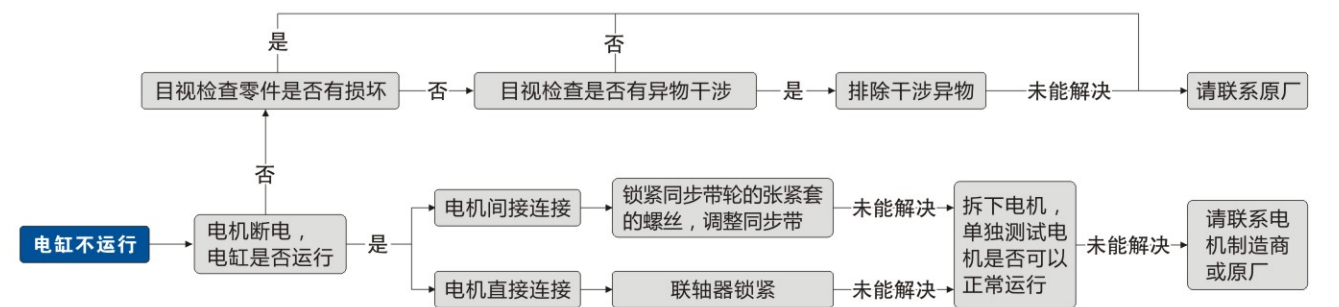 是
否
目视检查零件是否有损坏
否
目视检查是否有异物干涉
是
排除干涉异物
未能解决
请联系原厂
否
电缸不运行
电机断电，
电缸是否运行
是
电机间接连接
锁紧同步带轮的张紧套
的螺丝，调整同步带
未能解决
电机直接连接
联轴器锁紧
未能解决
拆下电机，
单独测试电
机是否可以
正常运行
未能解决
请联系电
机制造商
或原厂